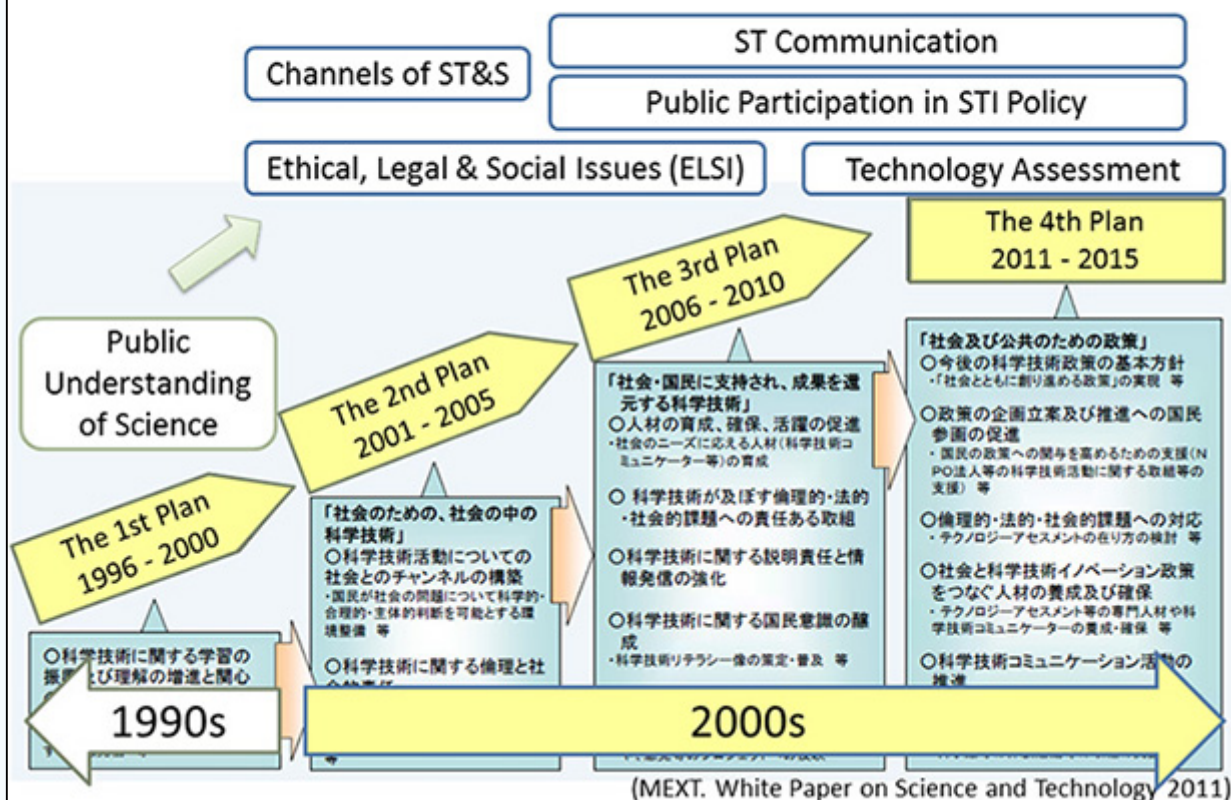 ST Communication
Channels of ST&S
Public Participation in STI Policy
Ethical, Legal & Social Issues (ELSI)
Technology Assessment
Public
Understanding
of Science
The 1st Plan
1996 - 2000
The 2nd Plan
2001 - 2005
The 3rd Plan
2006 - 2010
The 4th Plan
2011 - 2015
〇科学技術に関する学習の
び理解の増進と関心
「社会のための、社会の中の
科学技術」
〇科学技術活動についての
社会とのチャンネルの構築
・国民が社会の問題について科学的・
合理的・主体的判断を可能とする環
境整備 等
〇科学技術に関する倫理と社
「社会・国民に支持され、成果を還
元する科学技術」
〇人材の育成、確保、活躍の促進
・社会のニーズに応える人材(科学技術コ
ミュニケーター等)の育成
〇 科学技術が及ぼす倫理的・法的
・社会的課題への責任ある取組
〇科学技術に関する説明責任と情
報発信の強化
〇科学技術に関する国民意識の醸
成
・科学技術リテラシー像の策定・普及 等
「社会及び公共のための政策」
〇今後の科学技術政策の基本方針
・「社会とともに創り進める政策」の実現 等
〇政策の企画立案及び推進への国民
参画の促進
・ 国民の政策への関与を高めるための支援(N
PO法人等の科学技術活動に関する取組等の
支援) 等
〇倫理的・法的・社会的課題への対応
・ テクノロジーアセスメントの在り方の検討 等
〇社会と科学技術イノベーション政策
をつなぐ人材の養成及び確保
・ テクノロジーアセスメント等の専門人材や科
学技術コミュニケーターの養成・確保 等
〇科学技術コミュニケーション活動の
推進
1990s
2000s
(MEXT. White Paper on Science and Technology 2011)